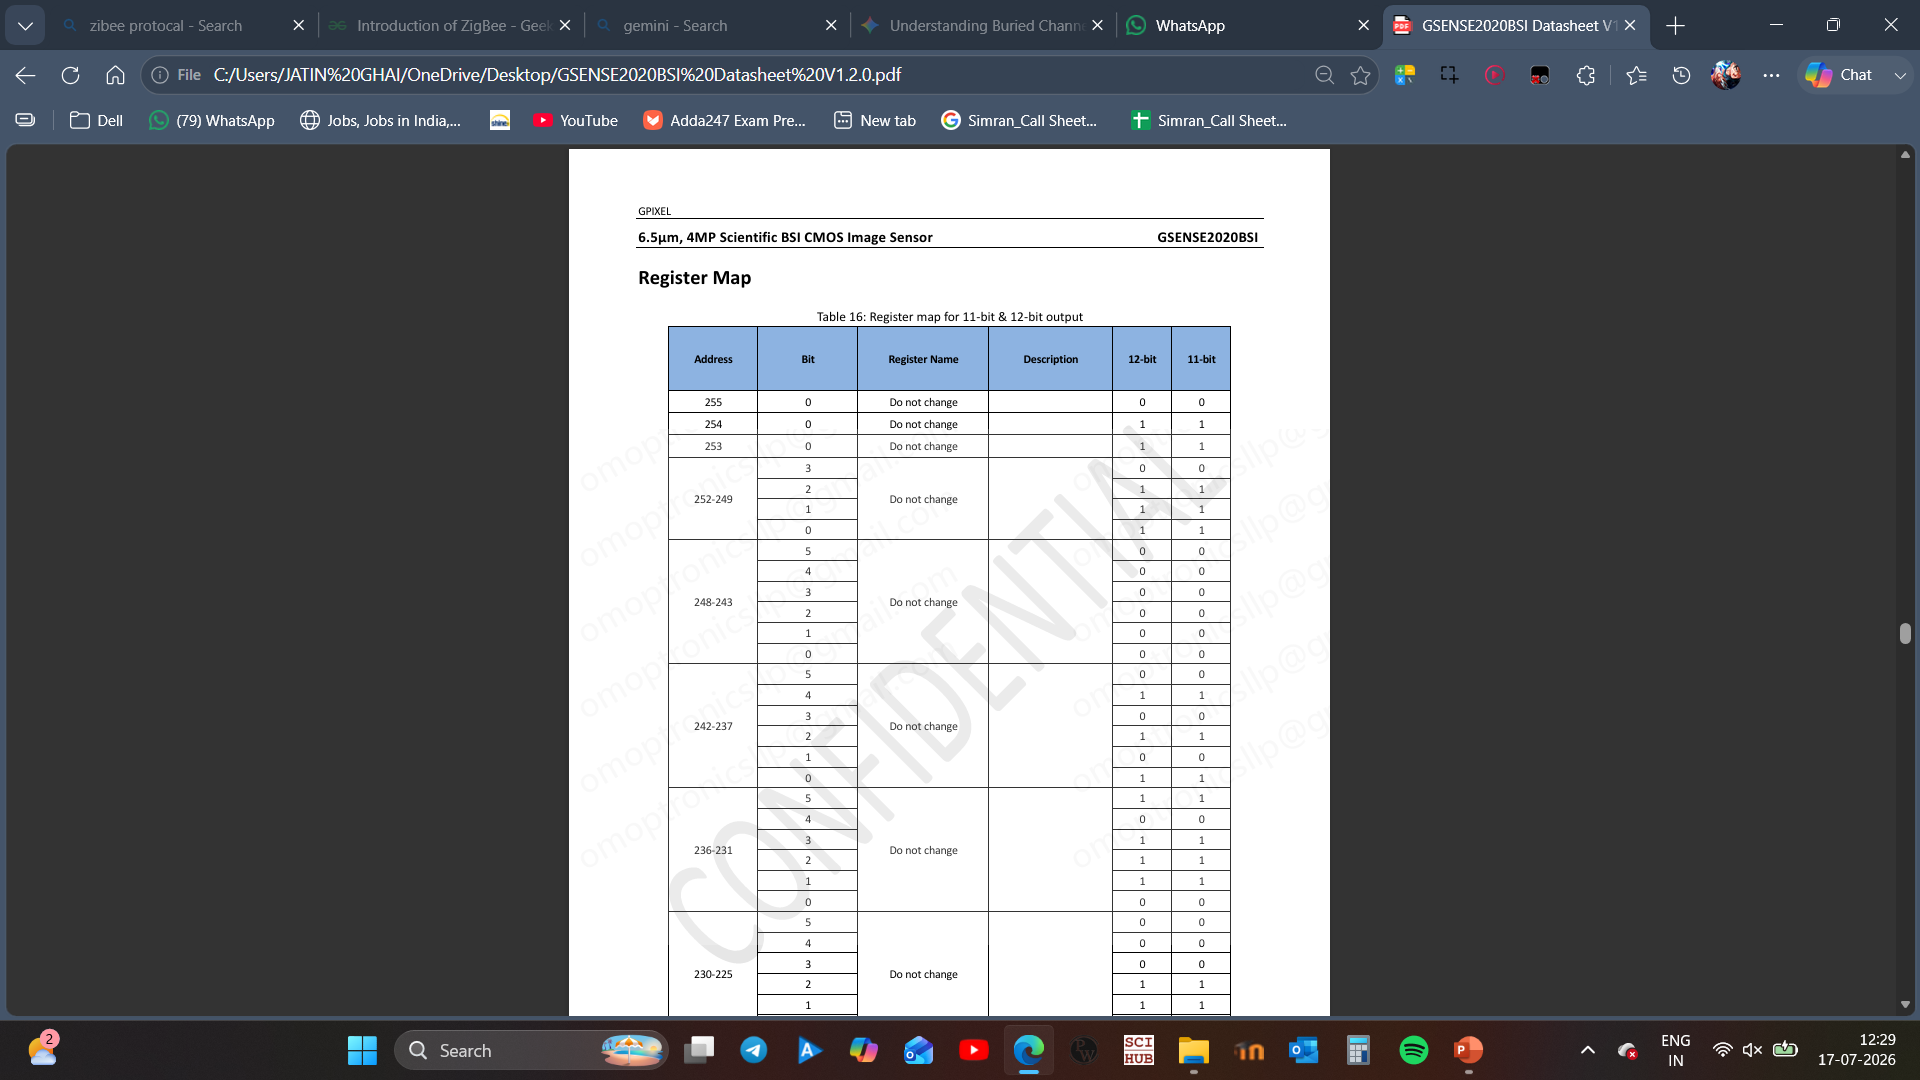 zibee protocal - Search
Introduction of ZigBee - Geek
gemini - Search
Understanding Buried Chann
WhatsApp
GSENSE2020BSI Datasheet V1
File C:/Users/JATIN%20GHAI/OneDrive/Desktop/GSENSE2020BSI%20Datasheet%20V1.2.0.pdf
Chat
Dell
(79) WhatsApp
Jobs, Jobs in India,...
shine
YouTube
Adda247 Exam Pre...
New tab
Simran_Call Sheet...
Simran_Call Sheet...
GPIXEL
6.5μm, 4MP Scientific BSI CMOS Image Sensor GSENSE2020BSI
Register Map
Table 16: Register map for 11-bit & 12-bit output
Address Bit Register Name Description 12-bit 11-bit
255 0 Do not change 0 0
254 0 Do not change 1 1
253 0 Do not change 1 1
252-249 Do not change
3 0 0
2 1 1
1 1 1
0 1 1
248-243 Do not change
5 0 0
4 0 0
3 0 0
2 0 0
1 0 0
0 0 0
242-237 Do not change
5 0 0
4 1 1
3 0 0
2 1 1
1 0 0
0 1 1
236-231 Do not change
5 1 1
4 0 0
3 1 1
2 1 1
1 1 1
0 0 0
230-225 Do not change
5 0 0
4 0 0
3 0 0
2 1 1
1 1 1
CONFIDENTIAL
omoptronicsllp@gmail.com
2
Search
SCI
HUB
ENG
IN
12:29
17-07-2026